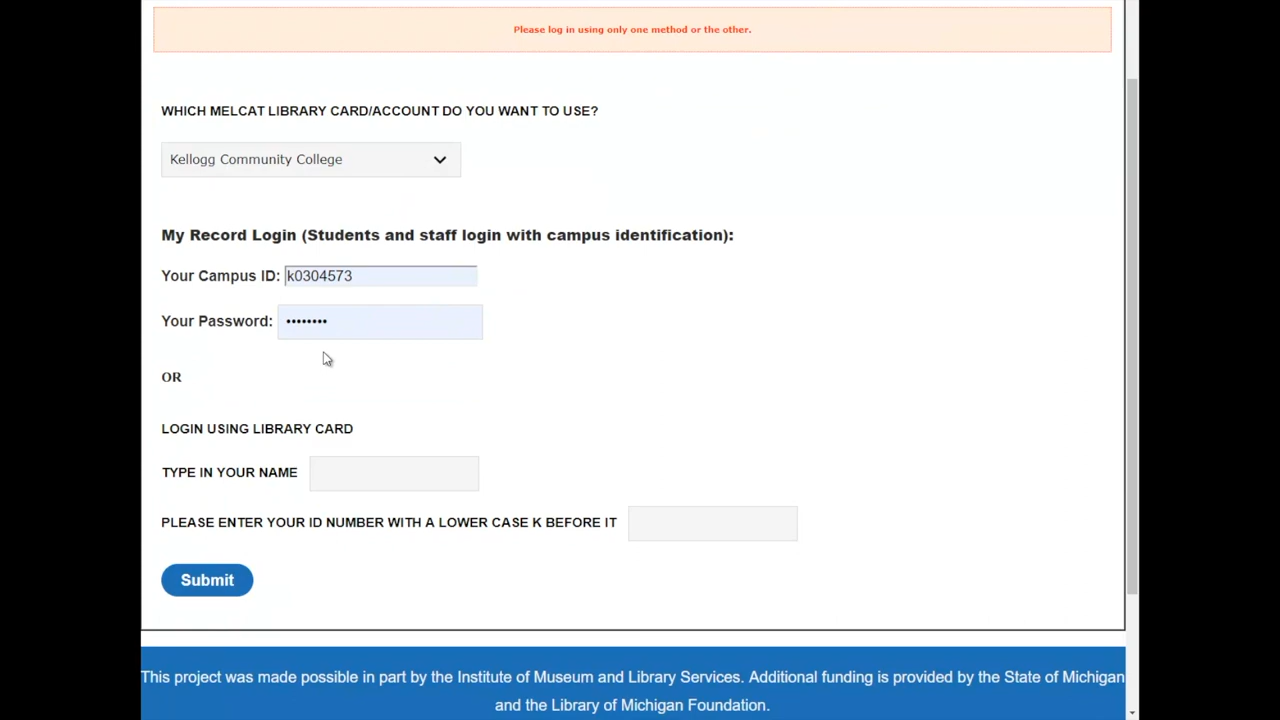 Please log in using only one method or the other.
WHICH MELCAT LIBRARY CARD/ACCOUNT DO YOU WANT TO USE?
Kellogg Community College
My Record Login (Students and staff login with campus identification):
Your Campus ID: k0304573
Your Password: ••••••••
OR
LOGIN USING LIBRARY CARD
TYPE IN YOUR NAME
PLEASE ENTER YOUR ID NUMBER WITH A LOWER CASE K BEFORE IT
Submit
This project was made possible in part by the Institute of Museum and Library Services. Additional funding is provided by the State of Michigan
and the Library of Michigan Foundation.